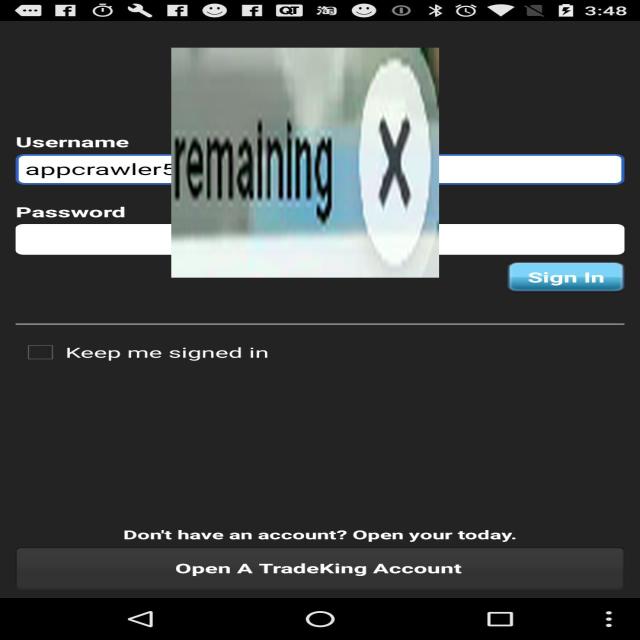 3:48
remaining X
Username
appcrawler5
Password
Sign In
Keep me signed in
Don't have an account? Open your today.
Open A TradeKing Account